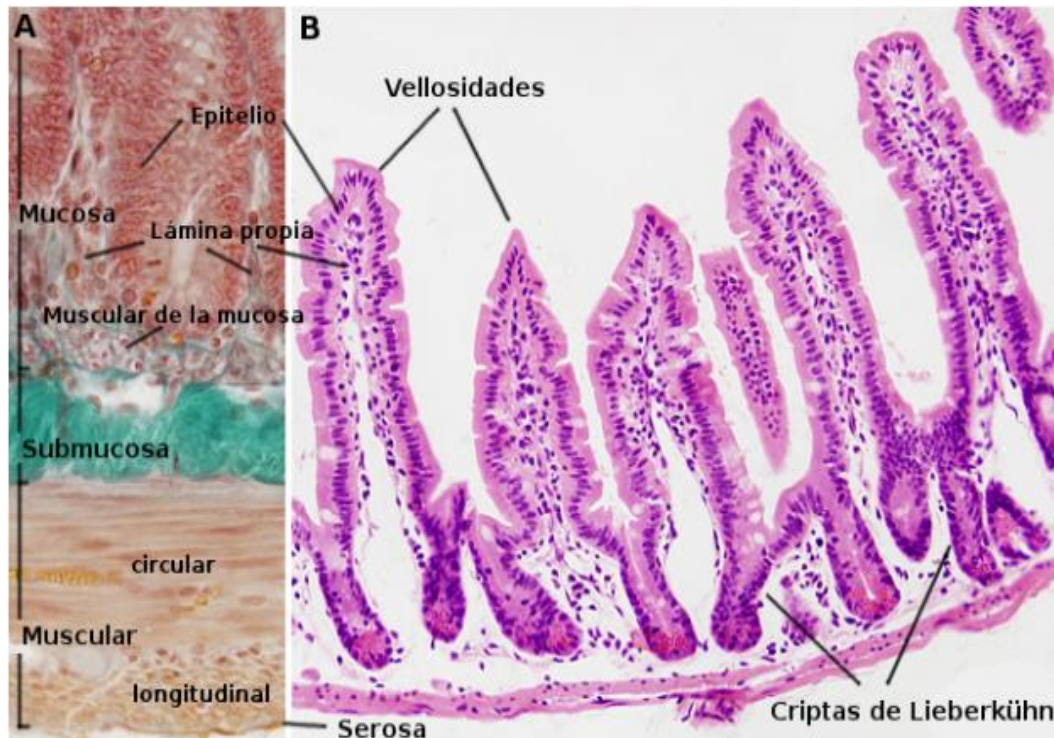 A
B
Vellosidades
Epitelio
Mucosa
Lámina propia
Muscular de la mucosa
Submucosa
circular
Muscular
longitudinal
Criptas de Lieberkühn
Serosa